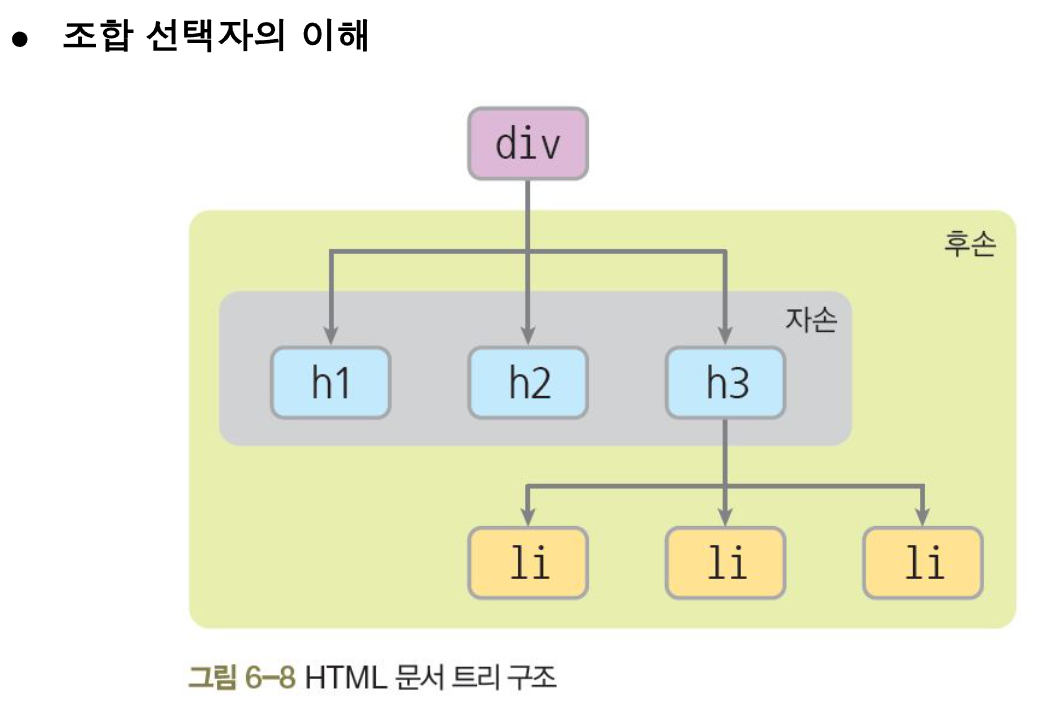 ● 조합 선택자의 이해
div
후손
자손
h1 h2 h3
li li li
그림 6-8 HTML 문서 트리 구조